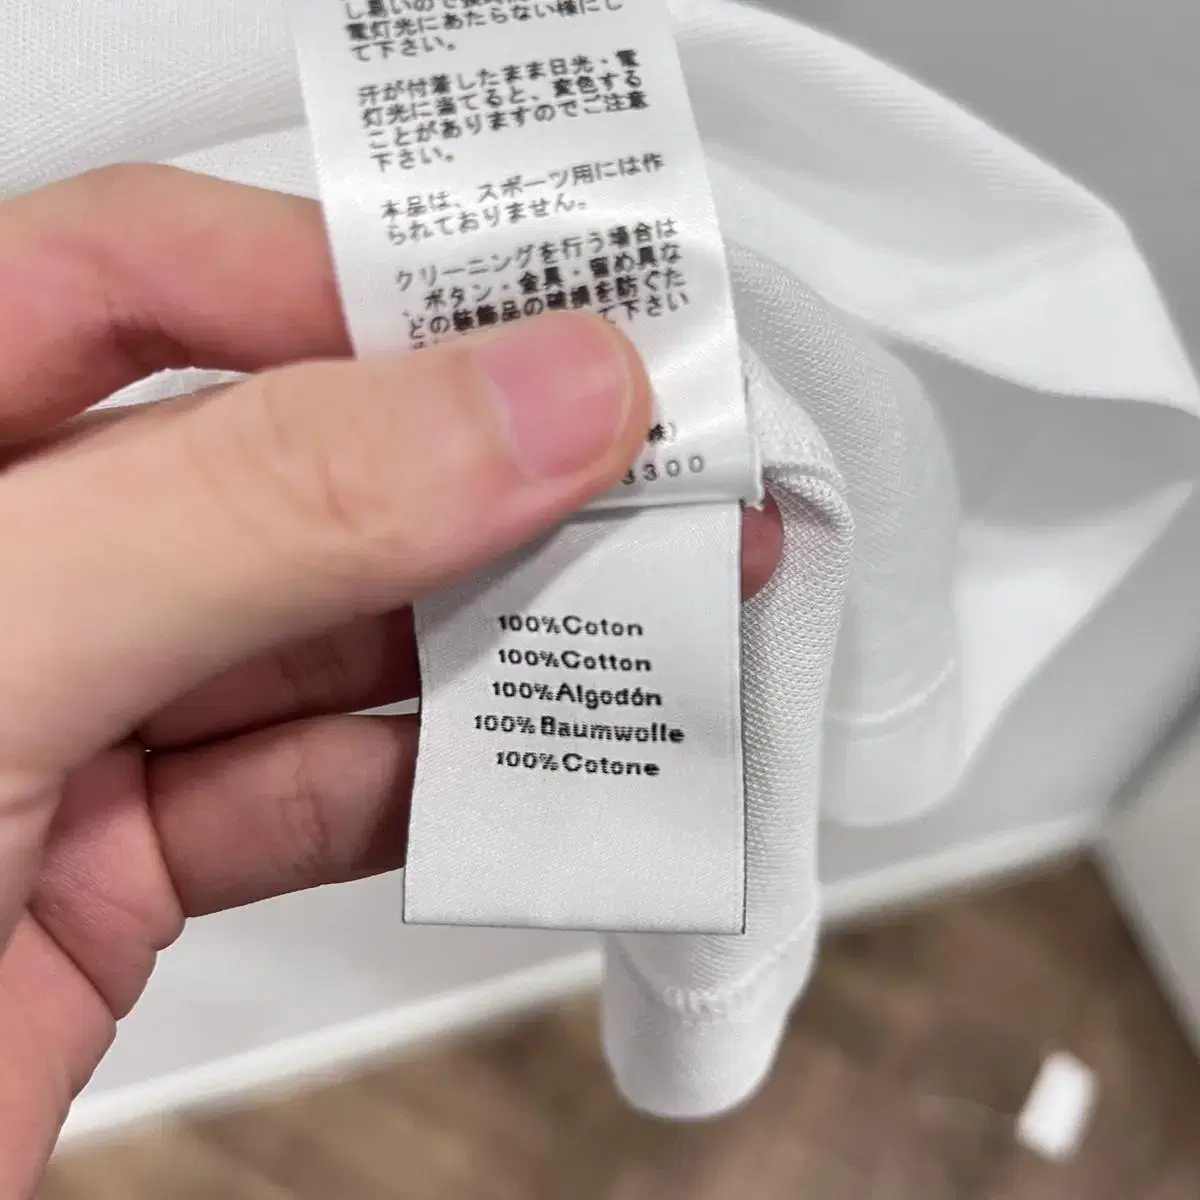 電灯光にあたらない様にし
て下さい。
汗が付着したまま日光・電
灯光に当てると、変色する
ことがありますのでご注意
下さい。
本品は、スポーツ用には作
られておりません。
クリーニングを行う場合は
、ボタン・金具・留め具な
どの装飾品の破損を防ぐた
て下さい
株)
3300
100%Coton
100%Cotton
100%Algodón
100%Baumwolle
100%Cotone